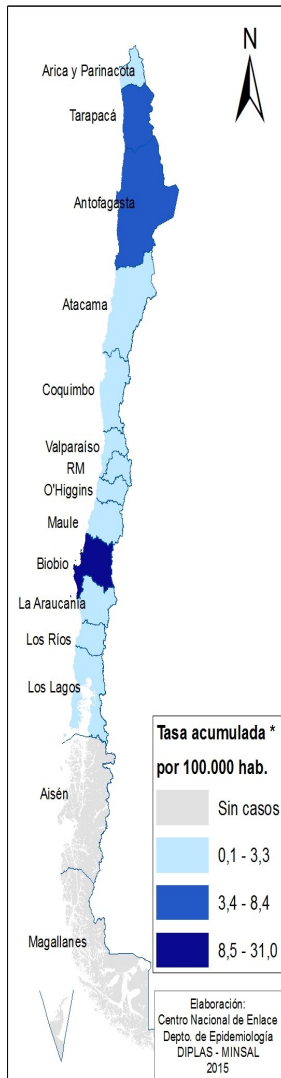 N
Arica y Parinacota
Tarapacá
Antofagasta
Atacama
Coquimbo
Valparaíso
RM
O'Higgins
Maule
Biobio
La Araucanía
Los Ríos
Los Lagos
Aisén
Magallanes
Tasa acumulada *
por 100.000 hab.
Sin casos
0,1 - 3,3
3,4 - 8,4
8,5 - 31,0
Elaboración:
Centro Nacional de Enlace
Depto. de Epidemiología
DIPLAS - MINSAL
2015